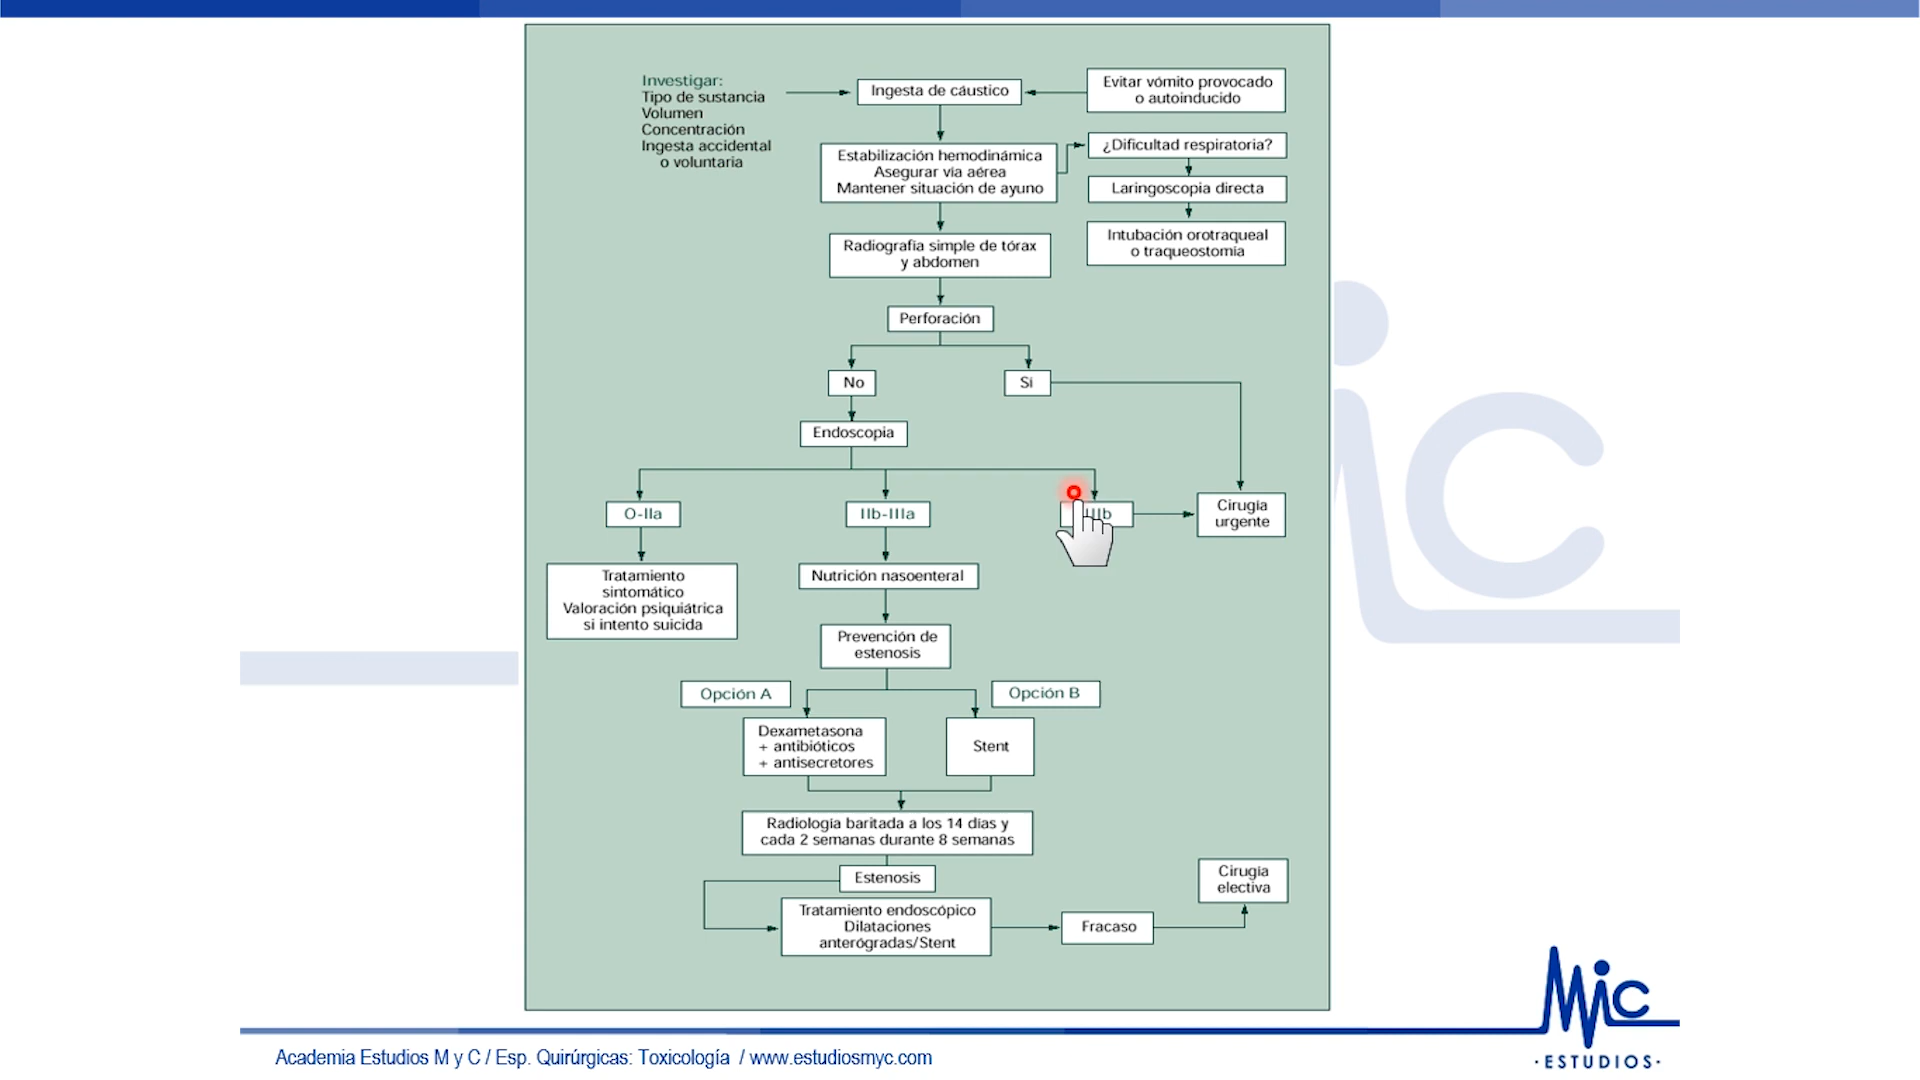 Investigar:
Tipo de sustancia
Volumen
Concentración
Ingesta accidental
o voluntaria
Ingesta de cáustico
Evitar vómito provocado
o autoinducido
Estabilización hemodinámica
Asegurar vía aérea
Mantener situación de ayuno
¿Dificultad respiratoria?
Laringoscopia directa
Intubación orotraqueal
o traqueostomía
Radiografía simple de tórax
y abdomen
Perforación
No
Sí
Endoscopia
O-IIa
IIb-IIIa
IIIb
Cirugía
urgente
Tratamiento
sintomático
Valoración psiquiátrica
si intento suicida
Nutrición nasoenteral
Prevención de
estenosis
Opción A
Opción B
Dexametasona
+ antibióticos
+ antisecretores
Stent
Radiología baritada a los 14 días y
cada 2 semanas durante 8 semanas
Estenosis
Tratamiento endoscópico
Dilataciones
anterógradas/Stent
Fracaso
Cirugía
electiva
Academia Estudios M y C / Esp. Quirúrgicas: Toxicología / www.estudiosmyc.com
MiC
·ESTUDIOS·